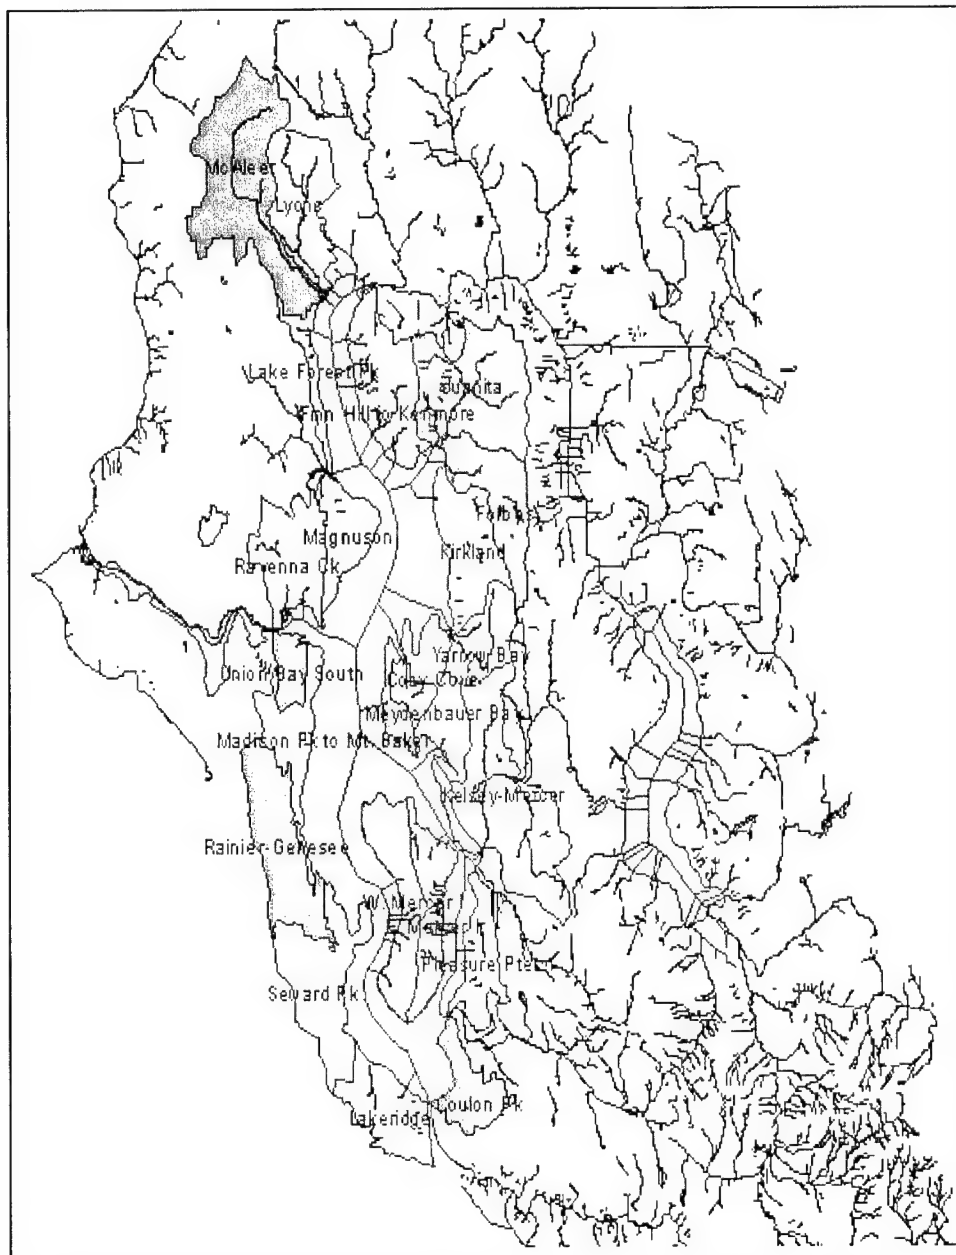 McAleer
Lyons
Lake Forest Pk
Juanita
Finn Hill to Kenmore
Forbes
Magnuson
Kirkland
Ravenna Ck
Yarrow Bay
Union Bay South
Cozy Cove
Meydenbauer Bay
Madison Pk to Mt. Baker
Kelsey-Mercer
Rainier-Genesee
W. Mercer I
E. Mercer I
Pleasure Pte
Seward Pk
Coulon Pk
Lakeridge